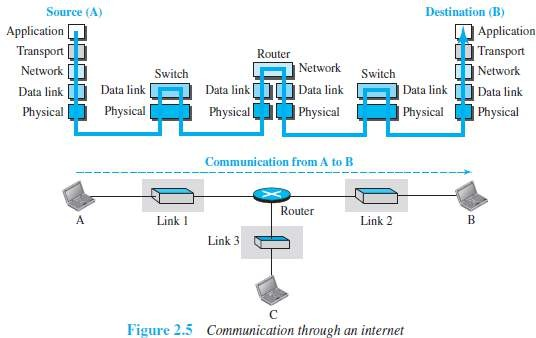 Source (A)
Destination (B)
Application
Transport
Network
Data link
Physical
Switch
Data link
Physical
Router
Network
Data link
Data link
Physical
Physical
Switch
Data link
Physical
Application
Transport
Network
Data link
Physical
Communication from A to B
A
Link 1
Router
Link 2
B
Link 3
C
Figure 2.5 Communication through an internet